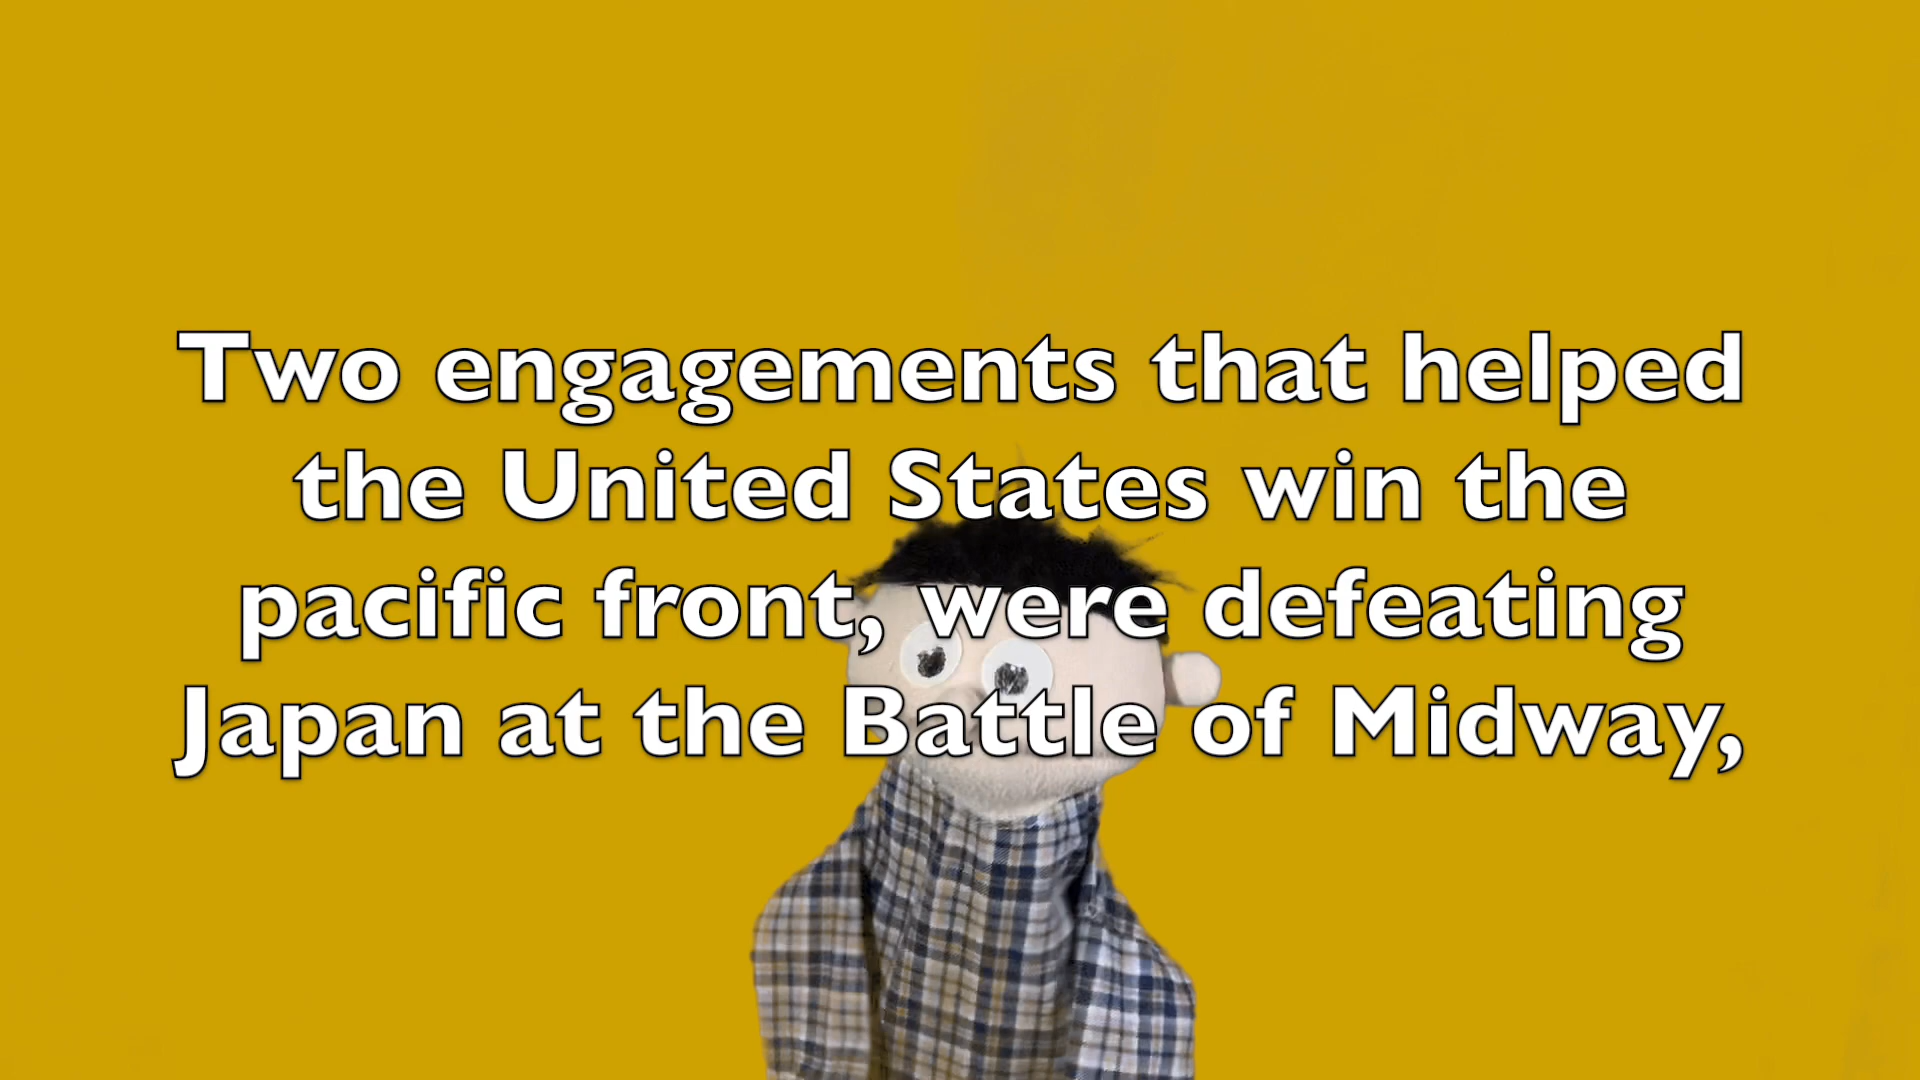 Two engagements that helped
the United States win the
pacific front, were defeating
Japan at the Battle of Midway,